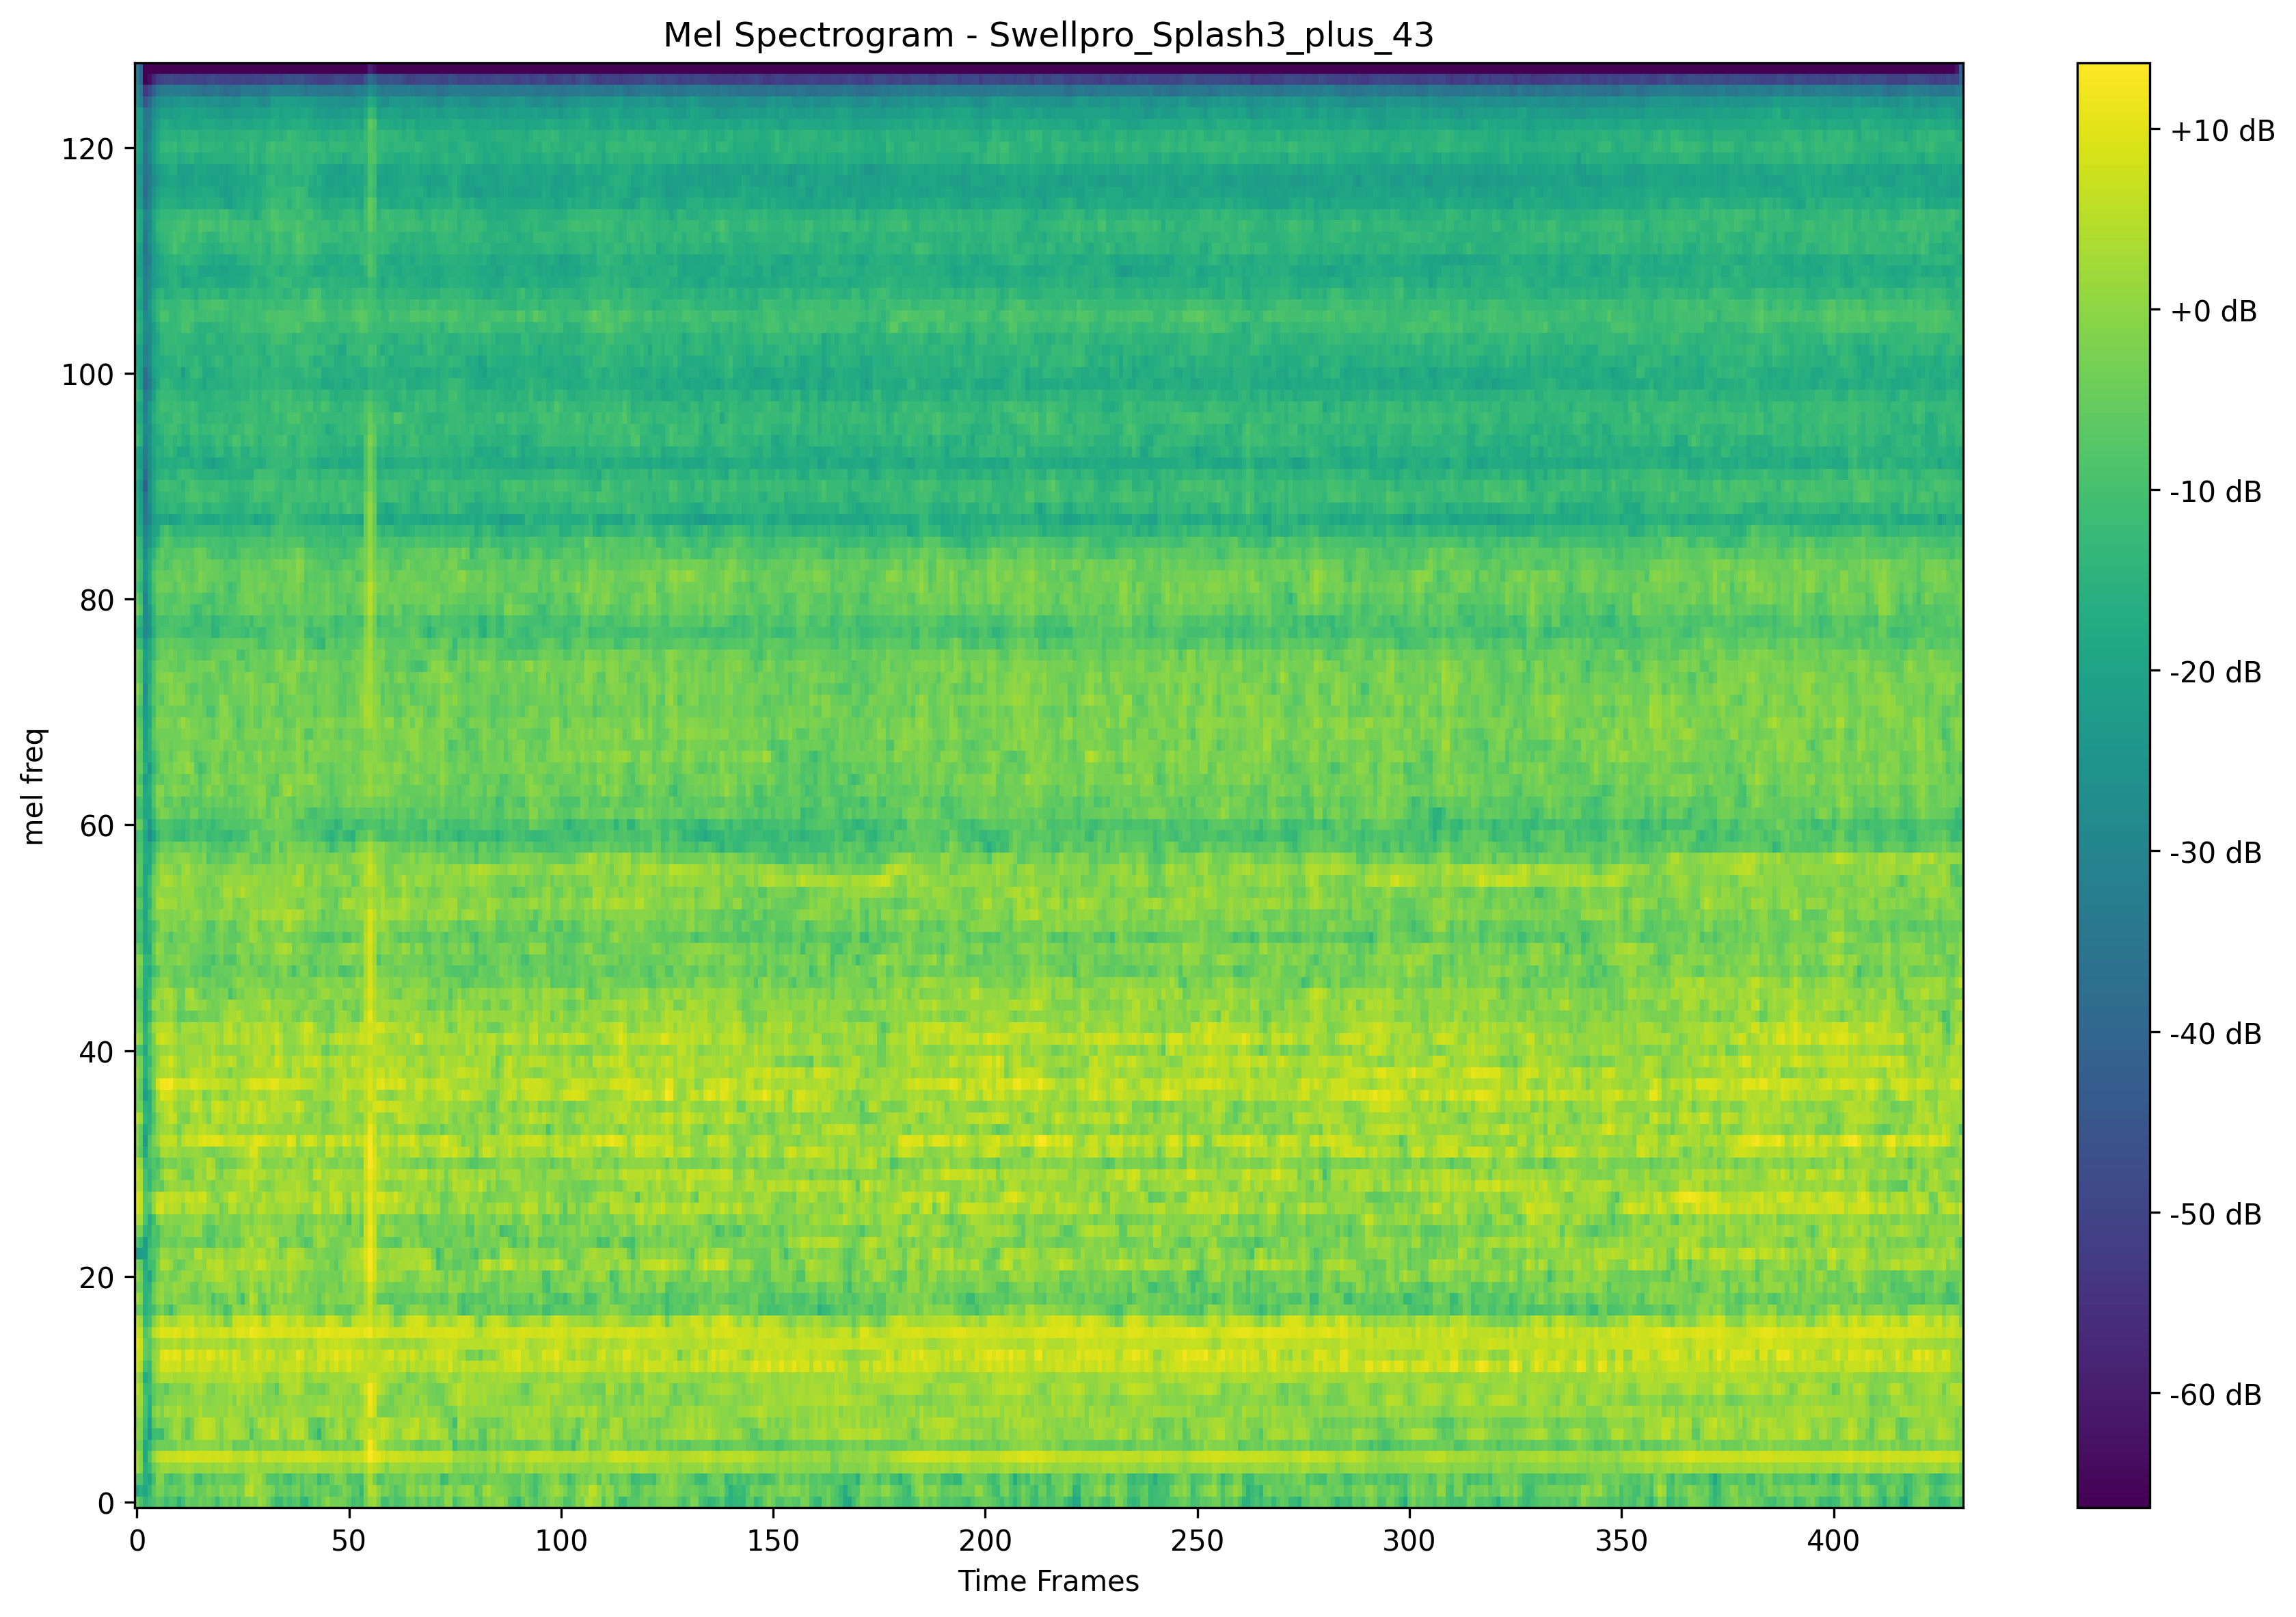 Mel Spectrogram - Swellpro_Splash3_plus_43
120
100
80
60
40
20
0
mel freq
0 50 100 150 200 250 300 350 400
Time Frames
+10 dB
+0 dB
-10 dB
-20 dB
-30 dB
-40 dB
-50 dB
-60 dB